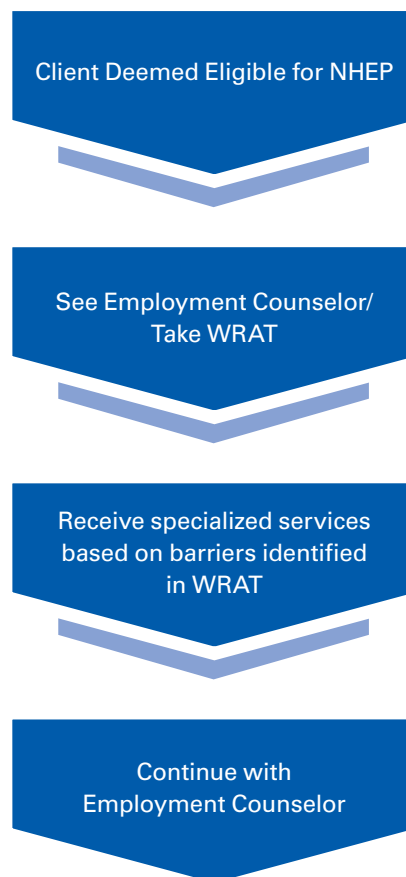 Client Deemed Eligible for NHEP
See Employment Counselor/
Take WRAT
Receive specialized services
based on barriers identified
in WRAT
Continue with
Employment Counselor